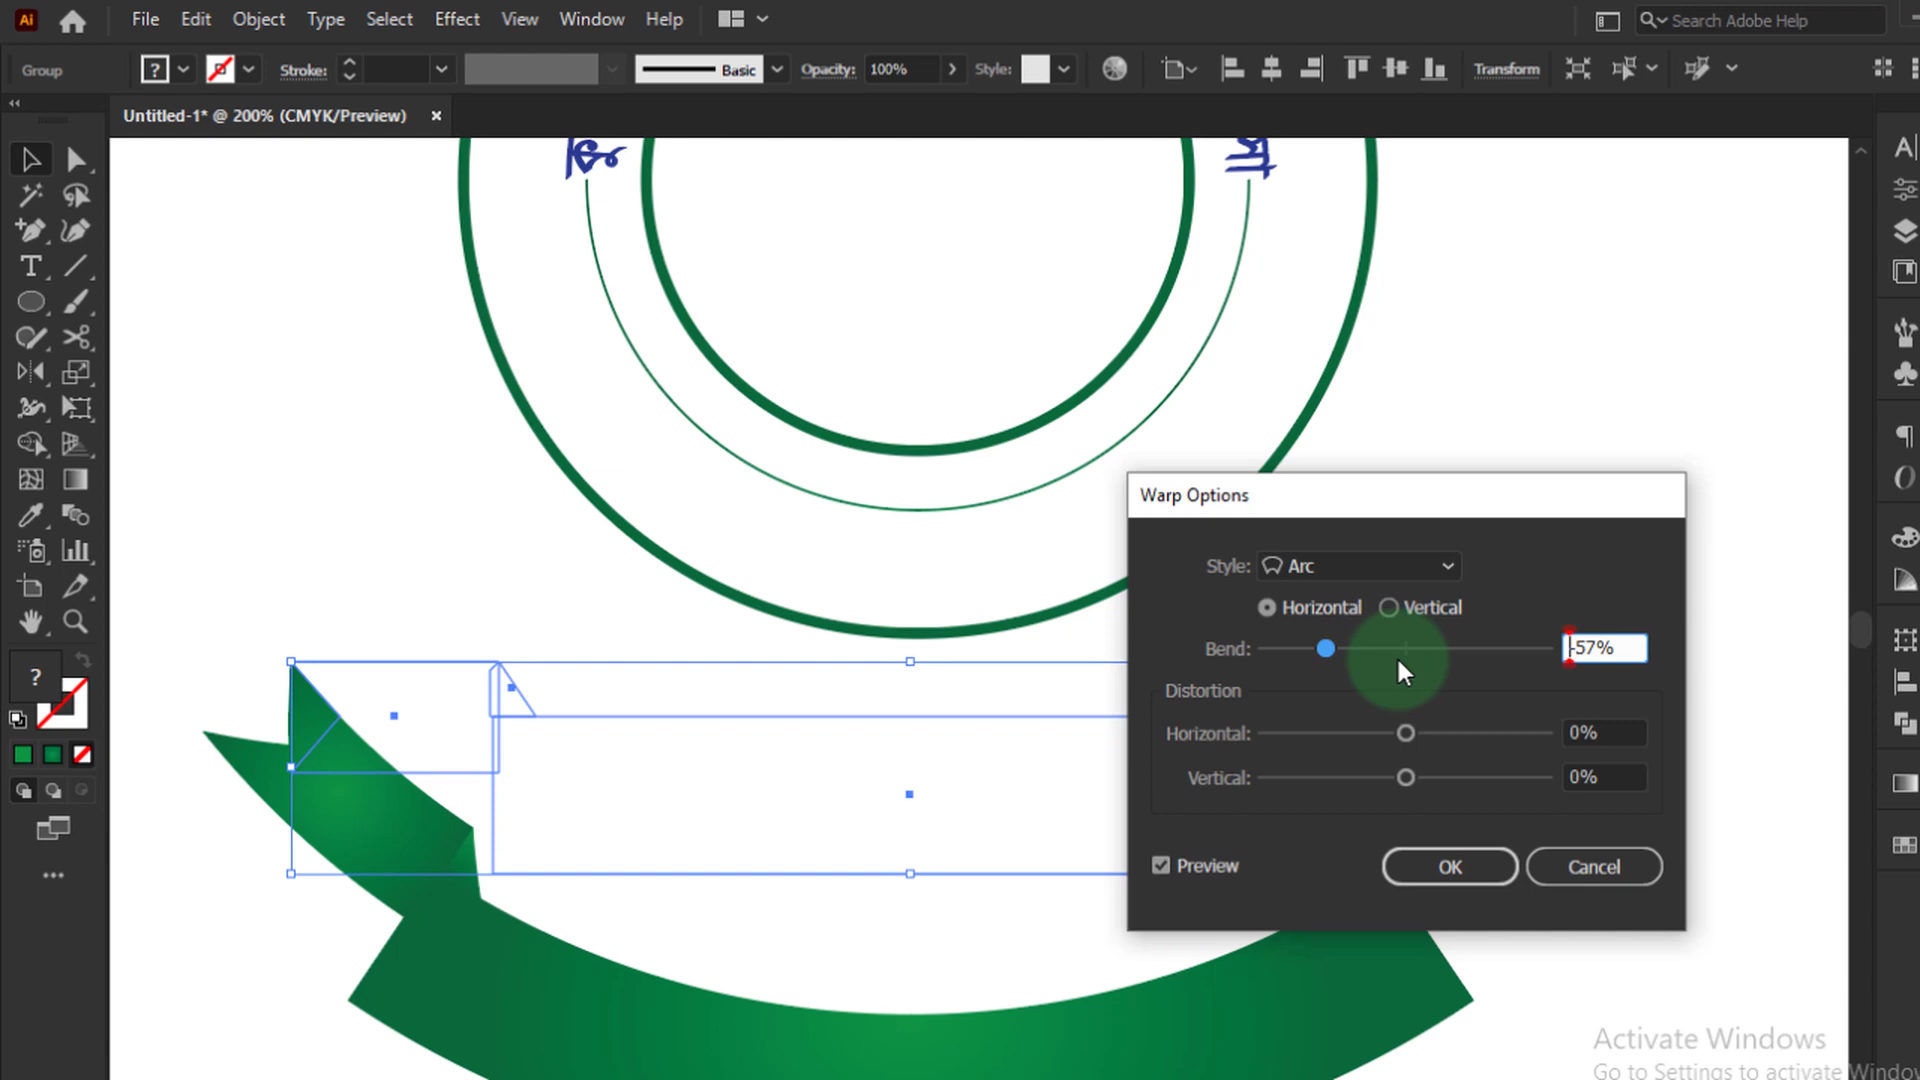 File Edit Object Type Select Effect View Window Help
Search Adobe Help
Group
Stroke:
Basic
Opacity: 100%
Style:
Transform
Untitled-1* @ 200% (CMYK/Preview)
Warp Options
Style: Arc
Horizontal Vertical
Bend: -57%
Distortion
Horizontal: 0%
Vertical: 0%
Preview OK Cancel
Activate Windows
Go to Settings to activate Window